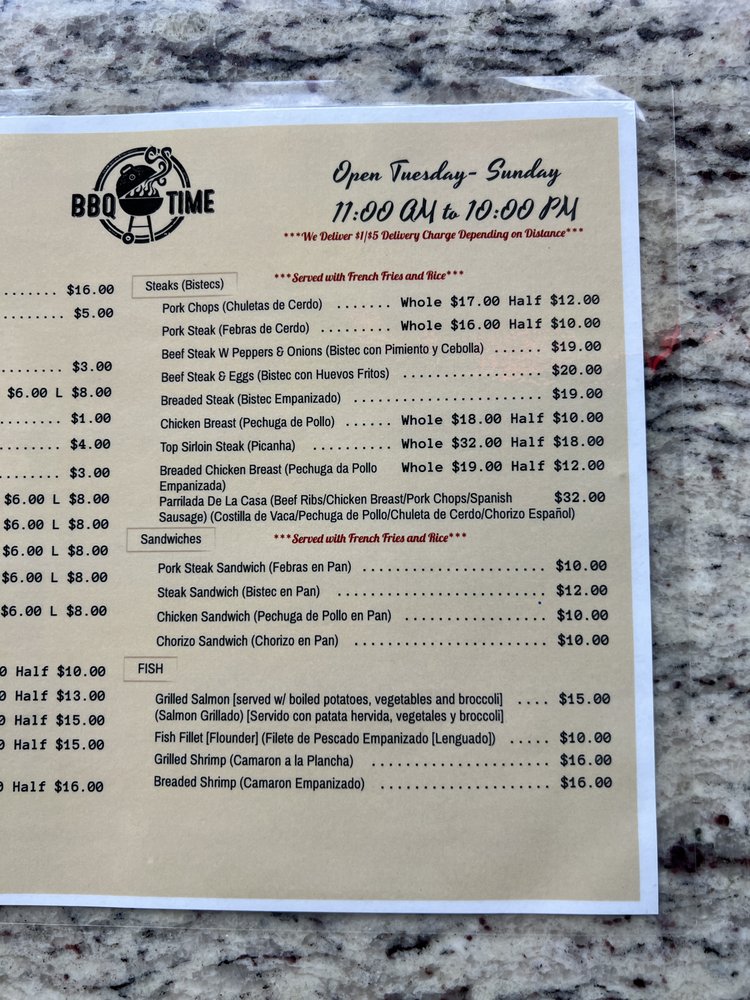 BBQ TIME
Open Tuesday- Sunday
11:00 AM to 10:00 PM
***We Deliver $1/$5 Delivery Charge Depending on Distance***
....... $16.00
........ $5.00
........ $3.00
$6.00 L $8.00
........ $1.00
........ $4.00
........ $3.00
$6.00 L $8.00
$6.00 L $8.00
$6.00 L $8.00
$6.00 L $8.00
$6.00 L $8.00
0 Half $10.00
0 Half $13.00
0 Half $15.00
0 Half $15.00
0 Half $16.00
Steaks (Bistecs) ***Served with French Fries and Rice***
Pork Chops (Chuletas de Cerdo) ....... Whole $17.00 Half $12.00
Pork Steak (Febras de Cerdo) ......... Whole $16.00 Half $10.00
Beef Steak W Peppers & Onions (Bistec con Pimiento y Cebolla) ...... $19.00
Beef Steak & Eggs (Bistec con Huevos Fritos) ................. $20.00
Breaded Steak (Bistec Empanizado) ....................... $19.00
Chicken Breast (Pechuga de Pollo) ...... Whole $18.00 Half $10.00
Top Sirloin Steak (Picanha) .......... Whole $32.00 Half $18.00
Breaded Chicken Breast (Pechuga da Pollo Whole $19.00 Half $12.00
Empanizada)
Parrilada De La Casa (Beef Ribs/Chicken Breast/Pork Chops/Spanish $32.00
Sausage) (Costilla de Vaca/Pechuga de Pollo/Chuleta de Cerdo/Chorizo Español)
Sandwiches ***Served with French Fries and Rice***
Pork Steak Sandwich (Febras en Pan) ...................... $10.00
Steak Sandwich (Bistec en Pan) ......................... $12.00
Chicken Sandwich (Pechuga de Pollo en Pan) ................. $10.00
Chorizo Sandwich (Chorizo en Pan) ....................... $10.00
FISH
Grilled Salmon [served w/ boiled potatoes, vegetables and broccoli] .... $15.00
(Salmon Grillado) [Servido con patata hervida, vegetales y broccoli]
Fish Fillet [Flounder] (Filete de Pescado Empanizado [Lenguado]) ..... $10.00
Grilled Shrimp (Camaron a la Plancha) ..................... $16.00
Breaded Shrimp (Camaron Empanizado) .................... $16.00